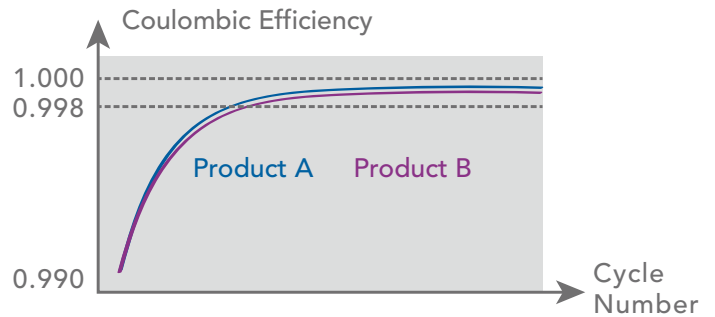 Coulombic Efficiency
1.000
0.998
Product A
Product B
0.990
Cycle
Number